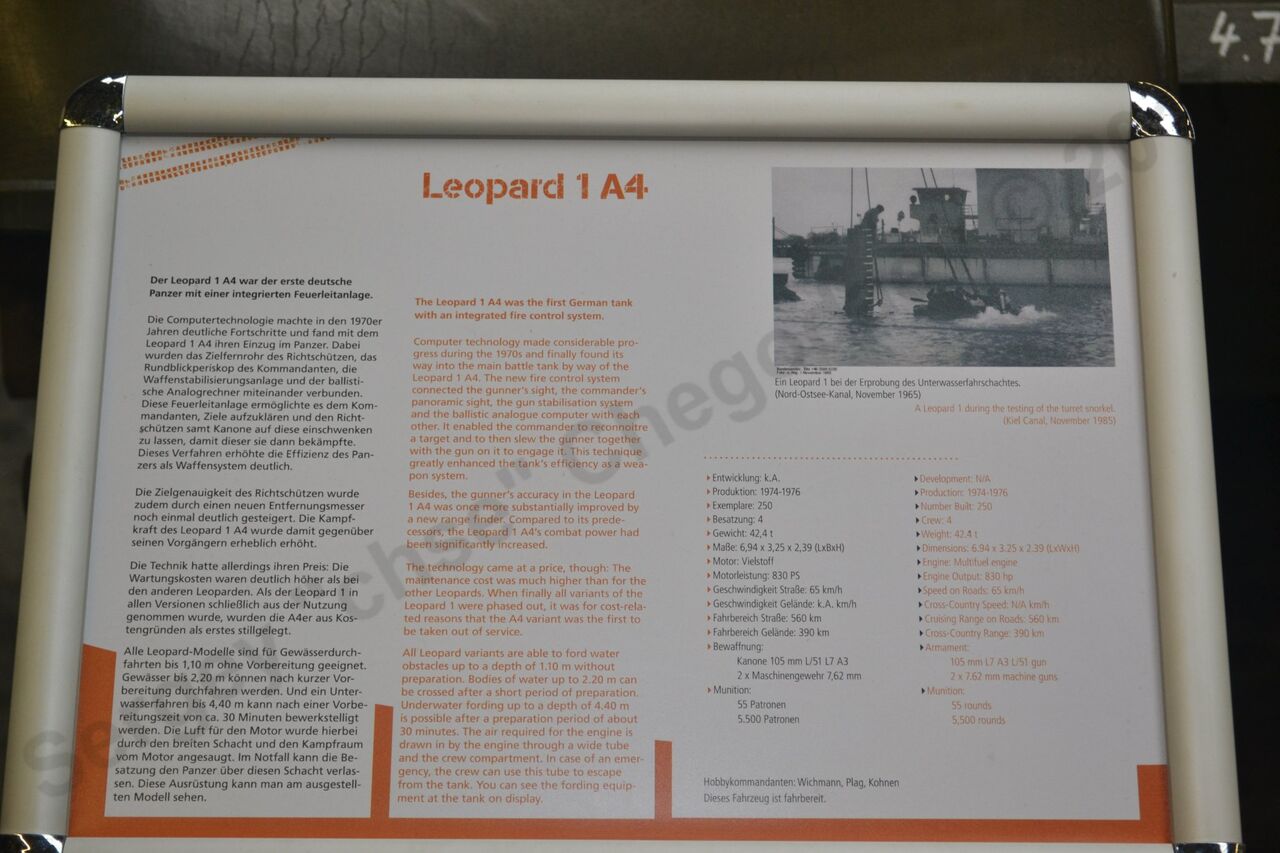 4.7
Leopard 1 A4
Der Leopard 1 A4 war der erste deutsche
Panzer mit einer integrierten Feuerleitanlage.
Die Computertechnologie machte in den 1970er
Jahren deutliche Fortschritte und fand mit dem
Leopard 1 A4 ihren Einzug im Panzer. Dabei
wurden das Zielfernrohr des Richtschützen, das
Rundblickperiskop des Kommandanten, die
Waffenstabilisierungsanlage und der ballisti-
sche Analogrechner miteinander verbunden.
Diese Feuerleitanlage ermöglichte es dem Kom-
mandanten, Ziele aufzuklären und den Richt-
schützen samt Kanone auf diese einschwenken
zu lassen, damit dieser sie dann bekämpfte.
Dieses Verfahren erhöhte die Effizienz des Pan-
zers als Waffensystem deutlich.
Die Zielgenauigkeit des Richtschützen wurde
zudem durch einen neuen Entfernungsmesser
noch einmal deutlich gesteigert. Die Kampf-
kraft des Leopard 1 A4 wurde damit gegenüber
seinen Vorgängern erheblich erhöht.
Die Technik hatte allerdings ihren Preis: Die
Wartungskosten waren deutlich höher als bei
den anderen Leoparden. Als der Leopard 1 in
allen Versionen schließlich aus der Nutzung
genommen wurde, wurden die A4er aus Kos-
tengründen als erstes stillgelegt.
Alle Leopard-Modelle sind für Gewässerdurch-
fahrten bis 1,10 m ohne Vorbereitung geeignet.
Gewässer bis 2,20 m können nach kurzer Vor-
bereitung durchfahren werden. Und ein Unter-
wasserfahren bis 4,40 m kann nach einer Vorbe-
reitungszeit von ca. 30 Minuten bewerkstelligt
werden. Die Luft für den Motor wurde hierbei
durch den breiten Schacht und den Kampfraum
vom Motor angesaugt. Im Notfall kann die Be-
satzung den Panzer über diesen Schacht verlas-
sen. Diese Ausrüstung kann man am ausgestell-
ten Modell sehen.
The Leopard 1 A4 was the first German tank
with an integrated fire control system.
Computer technology made considerable pro-
gress during the 1970s and finally found its
way into the main battle tank by way of the
Leopard 1 A4. The new fire control system
connected the gunner's sight, the commander's
panoramic sight, the gun stabilisation system
and the ballistic analogue computer with each
other. It enabled the commander to reconnoitre
a target and to then slew the gunner together
with the gun on it to engage it. This technique
greatly enhanced the tank's efficiency as a wea-
pon system.
Besides, the gunner's accuracy in the Leopard
1 A4 was once more substantially improved by
a new range finder. Compared to its prede-
cessors, the Leopard 1 A4's combat power had
been significantly increased.
The technology came at a price, though: The
maintenance cost was much higher than for the
other Leopards. When finally all variants of the
Leopard 1 were phased out, it was for cost-rela-
ted reasons that the A4 variant was the first to
be taken out of service.
All Leopard variants are able to ford water
obstacles up to a depth of 1.10 m without
preparation. Bodies of water up to 2.20 m can
be crossed after a short period of preparation.
Underwater fording up to a depth of 4.40 m
is possible after a preparation period of about
30 minutes. The air required for the engine is
drawn in by the engine through a wide tube
and the crew compartment. In case of an emer-
gency, the crew can use this tube to escape
from the tank. You can see the fording equip-
ment at the tank on display.
Ein Leopard 1 bei der Erprobung des Unterwasserfahrschachtes.
(Nord-Ostsee-Kanal, November 1965)
A Leopard 1 during the testing of the turret snorkel.
(Kiel Canal, November 1985)
Entwicklung: k.A.
Produktion: 1974-1976
Exemplare: 250
Besatzung: 4
Gewicht: 42,4 t
Maße: 6,94 x 3,25 x 2,39 (LxBxH)
Motor: Vielstoff
Motorleistung: 830 PS
Geschwindigkeit Straße: 65 km/h
Geschwindigkeit Gelände: k.A. km/h
Fahrbereich Straße: 560 km
Fahrbereich Gelände: 390 km
Bewaffnung:
Kanone 105 mm L/51 L7 A3
2 x Maschinengewehr 7,62 mm
Munition:
55 Patronen
5.500 Patronen
Development: N/A
Production: 1974-1976
Number Built: 250
Crew: 4
Weight: 42.4 t
Dimensions: 6.94 x 3.25 x 2.39 (LxWxH)
Engine: Multifuel engine
Engine Output: 830 hp
Speed on Roads: 65 km/h
Cross-Country Speed: N/A km/h
Cruising Range on Roads: 560 km
Cross-Country Range: 390 km
Armament:
105 mm L7 A3 L/51 gun
2 x 7.62 mm machine guns
Munition:
55 rounds
5,500 rounds
Hobbykommandanten: Wichmann, Plag, Kohnen
Dieses Fahrzeug ist fahrbereit.